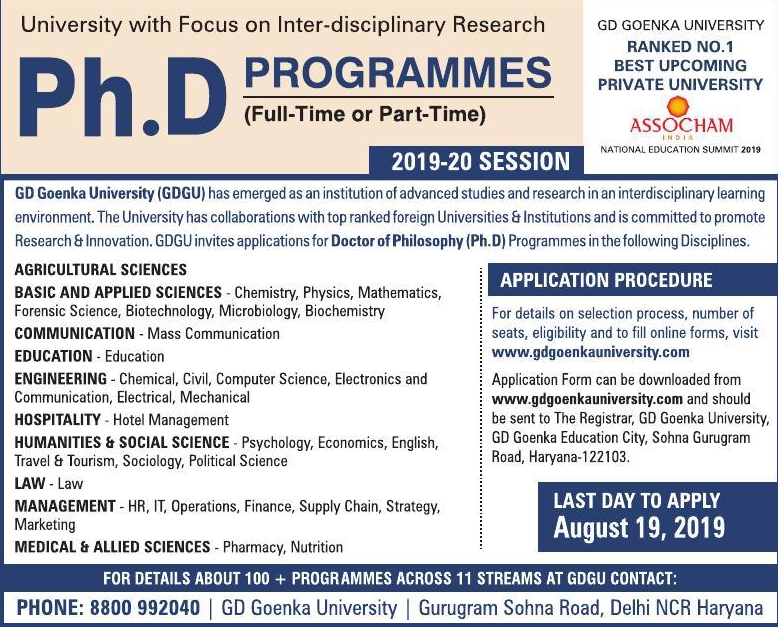 University with Focus on Inter-disciplinary Research
Ph.D PROGRAMMES
(Full-Time or Part-Time)
2019-20 SESSION
GD GOENKA UNIVERSITY
RANKED NO.1
BEST UPCOMING
PRIVATE UNIVERSITY
ASSOCHAM
INDIA
NATIONAL EDUCATION SUMMIT 2019
GD Goenka University (GDGU) has emerged as an institution of advanced studies and research in an interdisciplinary learning
environment. The University has collaborations with top ranked foreign Universities & Institutions and is committed to promote
Research & Innovation. GDGU invites applications for Doctor of Philosophy (Ph.D) Programmes in the following Disciplines.
AGRICULTURAL SCIENCES
BASIC AND APPLIED SCIENCES - Chemistry, Physics, Mathematics,
Forensic Science, Biotechnology, Microbiology, Biochemistry
COMMUNICATION - Mass Communication
EDUCATION - Education
ENGINEERING - Chemical, Civil, Computer Science, Electronics and
Communication, Electrical, Mechanical
HOSPITALITY - Hotel Management
HUMANITIES & SOCIAL SCIENCE - Psychology, Economics, English,
Travel & Tourism, Sociology, Political Science
LAW - Law
MANAGEMENT - HR, IT, Operations, Finance, Supply Chain, Strategy,
Marketing
MEDICAL & ALLIED SCIENCES - Pharmacy, Nutrition
APPLICATION PROCEDURE
For details on selection process, number of
seats, eligibility and to fill online forms, visit
www.gdgoenkauniversity.com
Application Form can be downloaded from
www.gdgoenkauniversity.com and should
be sent to The Registrar, GD Goenka University,
GD Goenka Education City, Sohna Gurugram
Road, Haryana-122103.
LAST DAY TO APPLY
August 19, 2019
FOR DETAILS ABOUT 100 + PROGRAMMES ACROSS 11 STREAMS AT GDGU CONTACT:
PHONE: 8800 992040 | GD Goenka University | Gurugram Sohna Road, Delhi NCR Haryana